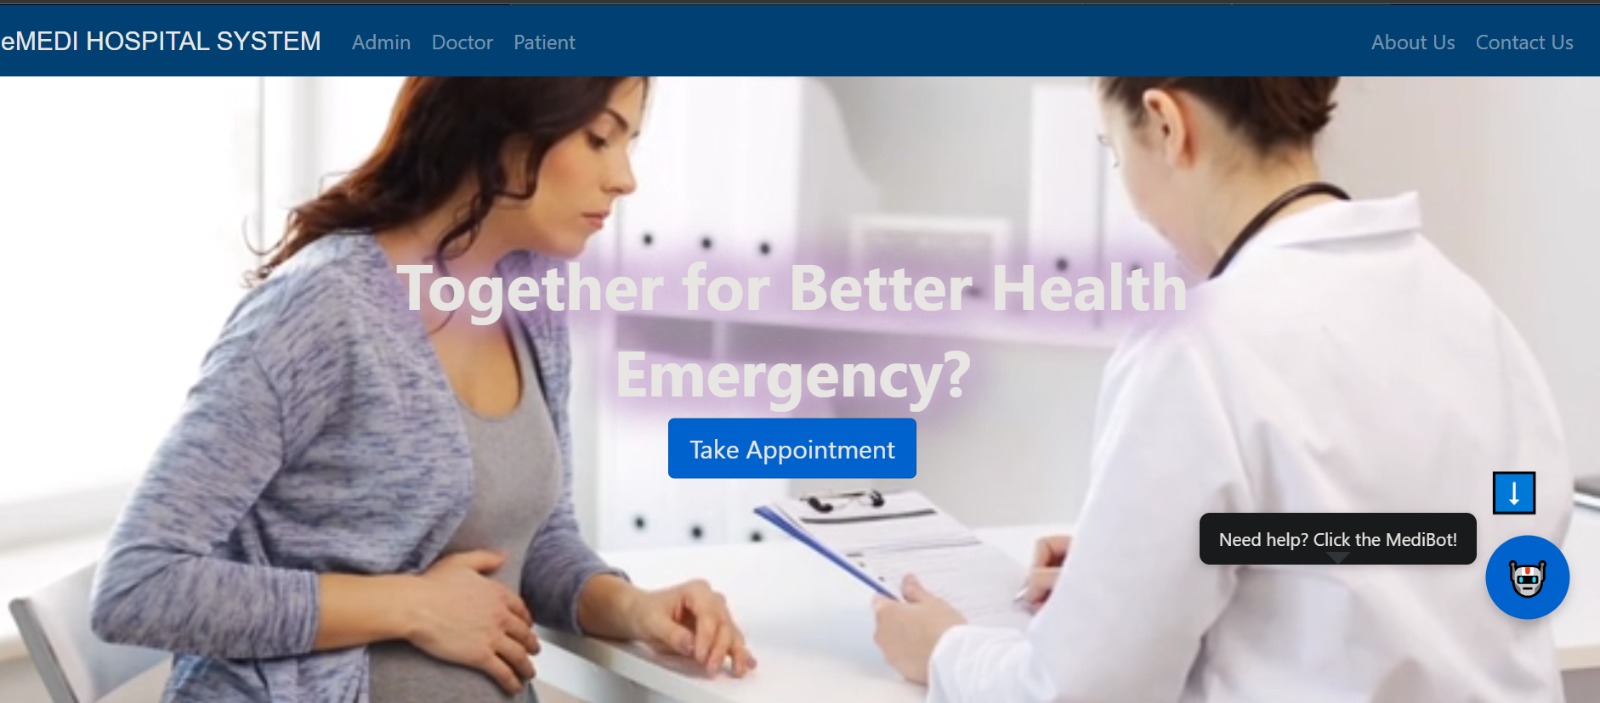 eMEDI HOSPITAL SYSTEM Admin Doctor Patient About Us Contact Us
Together for Better Health
Emergency?
Take Appointment
Need help? Click the MediBot!